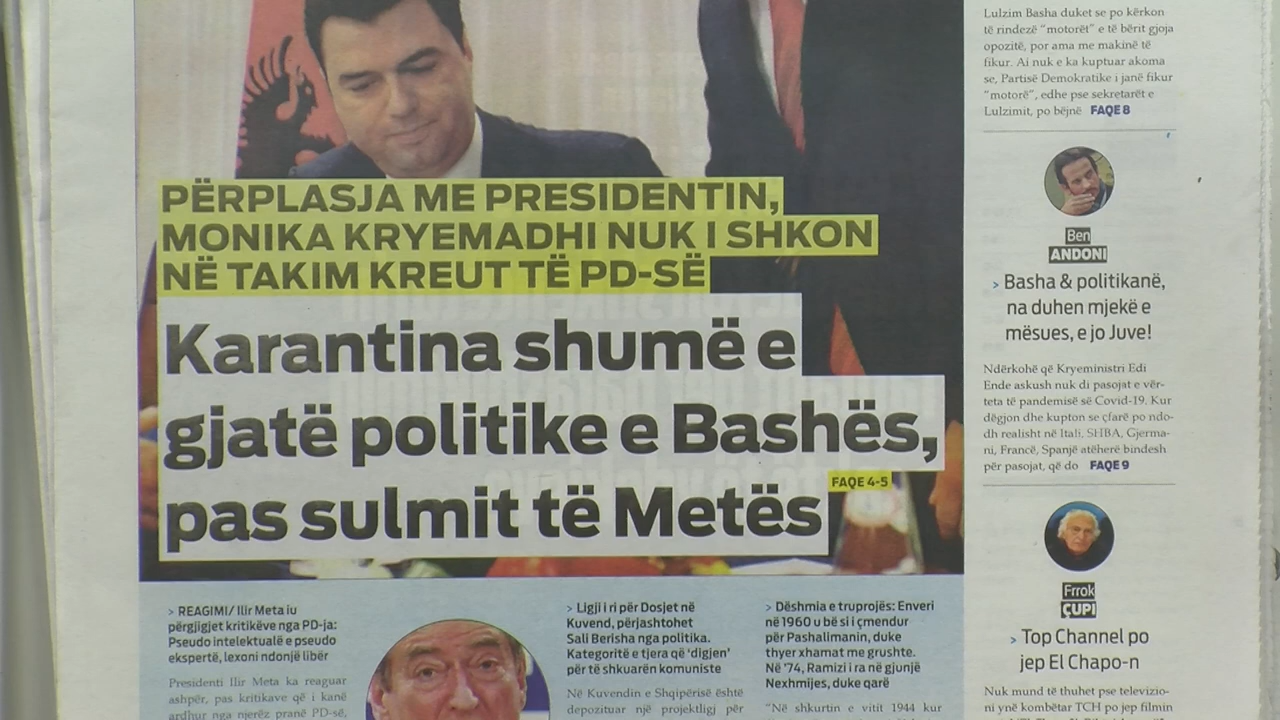 PËRPLASJA ME PRESIDENTIN,
MONIKA KRYEMADHI NUK I SHKON
NË TAKIM KREUT TË PD-SË
Karantina shumë e
gjatë politike e Bashës,
pas sulmit të Metës
FAQE 4-5
> REAGIMI/ Ilir Meta iu
përgjigjet kritikëve nga PD-ja:
Pseudo intelektualë e pseudo
ekspertë, lexoni ndonjë libër
Presidenti Ilir Meta ka reaguar
ashpër, pas kritikave që i kanë
ardhur nga njerëz pranë PD-së,
> Ligji i ri për Dosjet në
Kuvend, përjashtohet
Sali Berisha nga politika.
Kategoritë e tjera që 'digjen'
për të shkuarën komuniste
Në Kuvendin e Shqipërisë është
depozituar një projektligj për
> Dëshmia e truprojës: Enveri
në 1960 u bë si i çmendur
për Pashalimanin, duke
thyer xhamat me grushte.
Në '74, Ramizi i ra në gjunjë
Nexhmijes, duke qarë
"Në shkurtin e vitit 1944 kur
Lulzim Basha duket se po kërkon
të rindezë "motorët" e të bërit gjoja
opozitë, por ama me makinë të
fikur. Ai nuk e ka kuptuar akoma
se, Partisë Demokratike i janë fikur
"motorë", edhe pse sekretarët e
Lulzimit, po bëjnë FAQE 8
Ben
ANDONI
> Basha & politikanë,
na duhen mjekë e
mësues, e jo Juve!
Ndërkohë që Kryeministri Edi
Ende askush nuk di pasojat e vër-
teta të pandemisë së Covid-19. Kur
dëgjon dhe kupton se çfarë po ndo-
dh realisht në Itali, SHBA, Gjerma-
ni, Francë, Spanjë atëherë bindesh
për pasojat, që do FAQE 9
Frrok
ÇUPI
> Top Channel po
jep El Chapo-n
Nuk mund të thuhet pse televizio-
ni ynë kombëtar TCH po jep filmin